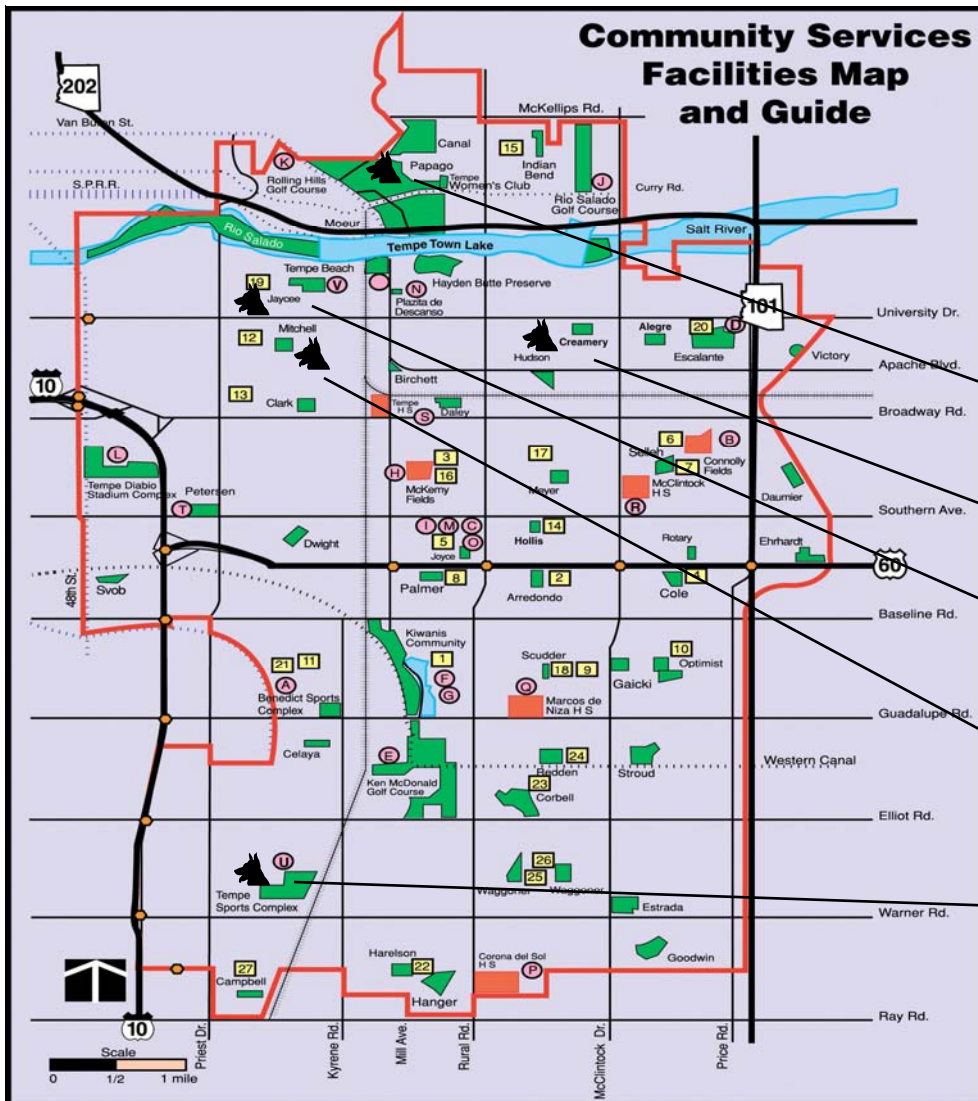 Community Services
Facilities Map
and Guide
202
Van Buren St.
McKellips Rd.
Canal
15
Indian
Bend
K
Rolling Hills
Golf Course
Papago
Tempe
Women's Club
J
Rio Salado
Golf Course
Curry Rd.
S.P.R.R.
Moeur
Rio Salado
Tempe Town Lake
Salt River
19
Jaycee
Tempe Beach
V
N
Plazita de
Descanso
Hayden Butte Preserve
101
University Dr.
12
Mitchell
Hudson
Creamery
Alegre
20
D
Escalante
Victory
Apache Blvd.
10
Birchett
13
Clark
Tempe
H S
S
Daley
Broadway Rd.
L
Tempe Diablo
Stadium Complex
H
3
16
McKemy
Fields
17
Meyer
6
Selleh
7
B
Connolly
Fields
McClintock
H S
R
Daumier
T
Petersen
Southern Ave.
Dwight
I
M
C
5
O
Joyce
14
Hollis
Rotary
Ehrhardt
60
48th St.
Svob
Palmer
8
2
Arredondo
4
Cole
Baseline Rd.
21
11
A
Benedict Sports
Complex
Kiwanis
Community
1
F
G
Scudder
18
9
Q
Marcos de
Niza H S
Gaicki
10
Optimist
Guadalupe Rd.
Celaya
E
Ken McDonald
Golf Course
Redden
24
Stroud
Western Canal
23
Corbell
Elliot Rd.
U
Tempe
Sports Complex
26
25
Waggoner
Waggoner
Estrada
Warner Rd.
27
Campbell
Harelson
22
Hanger
Corona del Sol
H S
P
Goodwin
Ray Rd.
10
Priest Dr.
Kyrene Rd.
Mill Ave.
Rural Rd.
McClintock Dr.
Price Rd.
Scale
0 1/2 1 mile